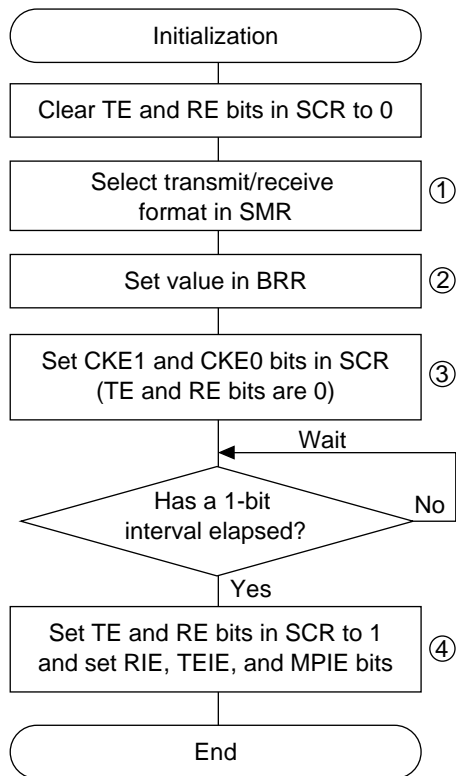 Initialization
Clear TE and RE bits in SCR to 0
Select transmit/receive
format in SMR
①
Set value in BRR
②
Set CKE1 and CKE0 bits in SCR
(TE and RE bits are 0)
③
Wait
Has a 1-bit
interval elapsed?
No
Yes
Set TE and RE bits in SCR to 1
and set RIE, TEIE, and MPIE bits
④
End